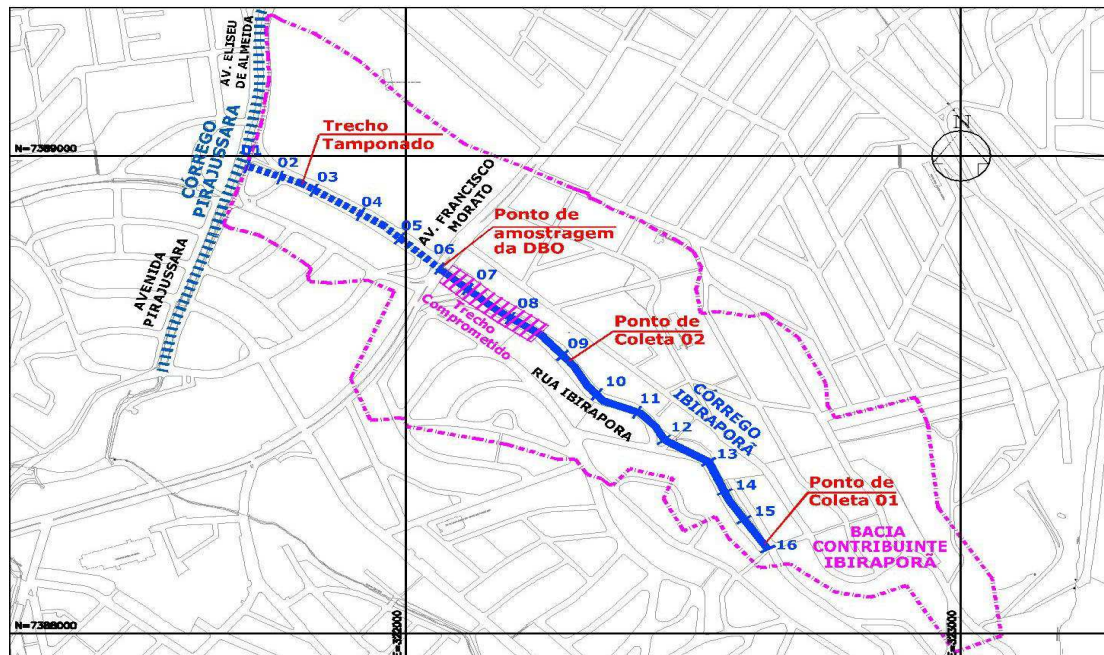 AV. ELISEU
DE ALMEIDA
N=7389000
CÓRREGO
PIRAJUSSARA
01
02
Trecho
Tamponado
03
04
05
AV. FRANCISCO
MORATO
N
06
Ponto de
amostragem
da DBO
AVENIDA
PIRAJUSSARA
07
08
Trecho
Comprometido
09
Ponto de
Coleta 02
RUA IBIRAPORA
10
11
CÓRREGO
IBIRAPORÃ
12
13
14
Ponto de
Coleta 01
15
16
BACIA
CONTRIBUINTE
IBIRAPORÃ
N=7388000
E=322000
E=323000